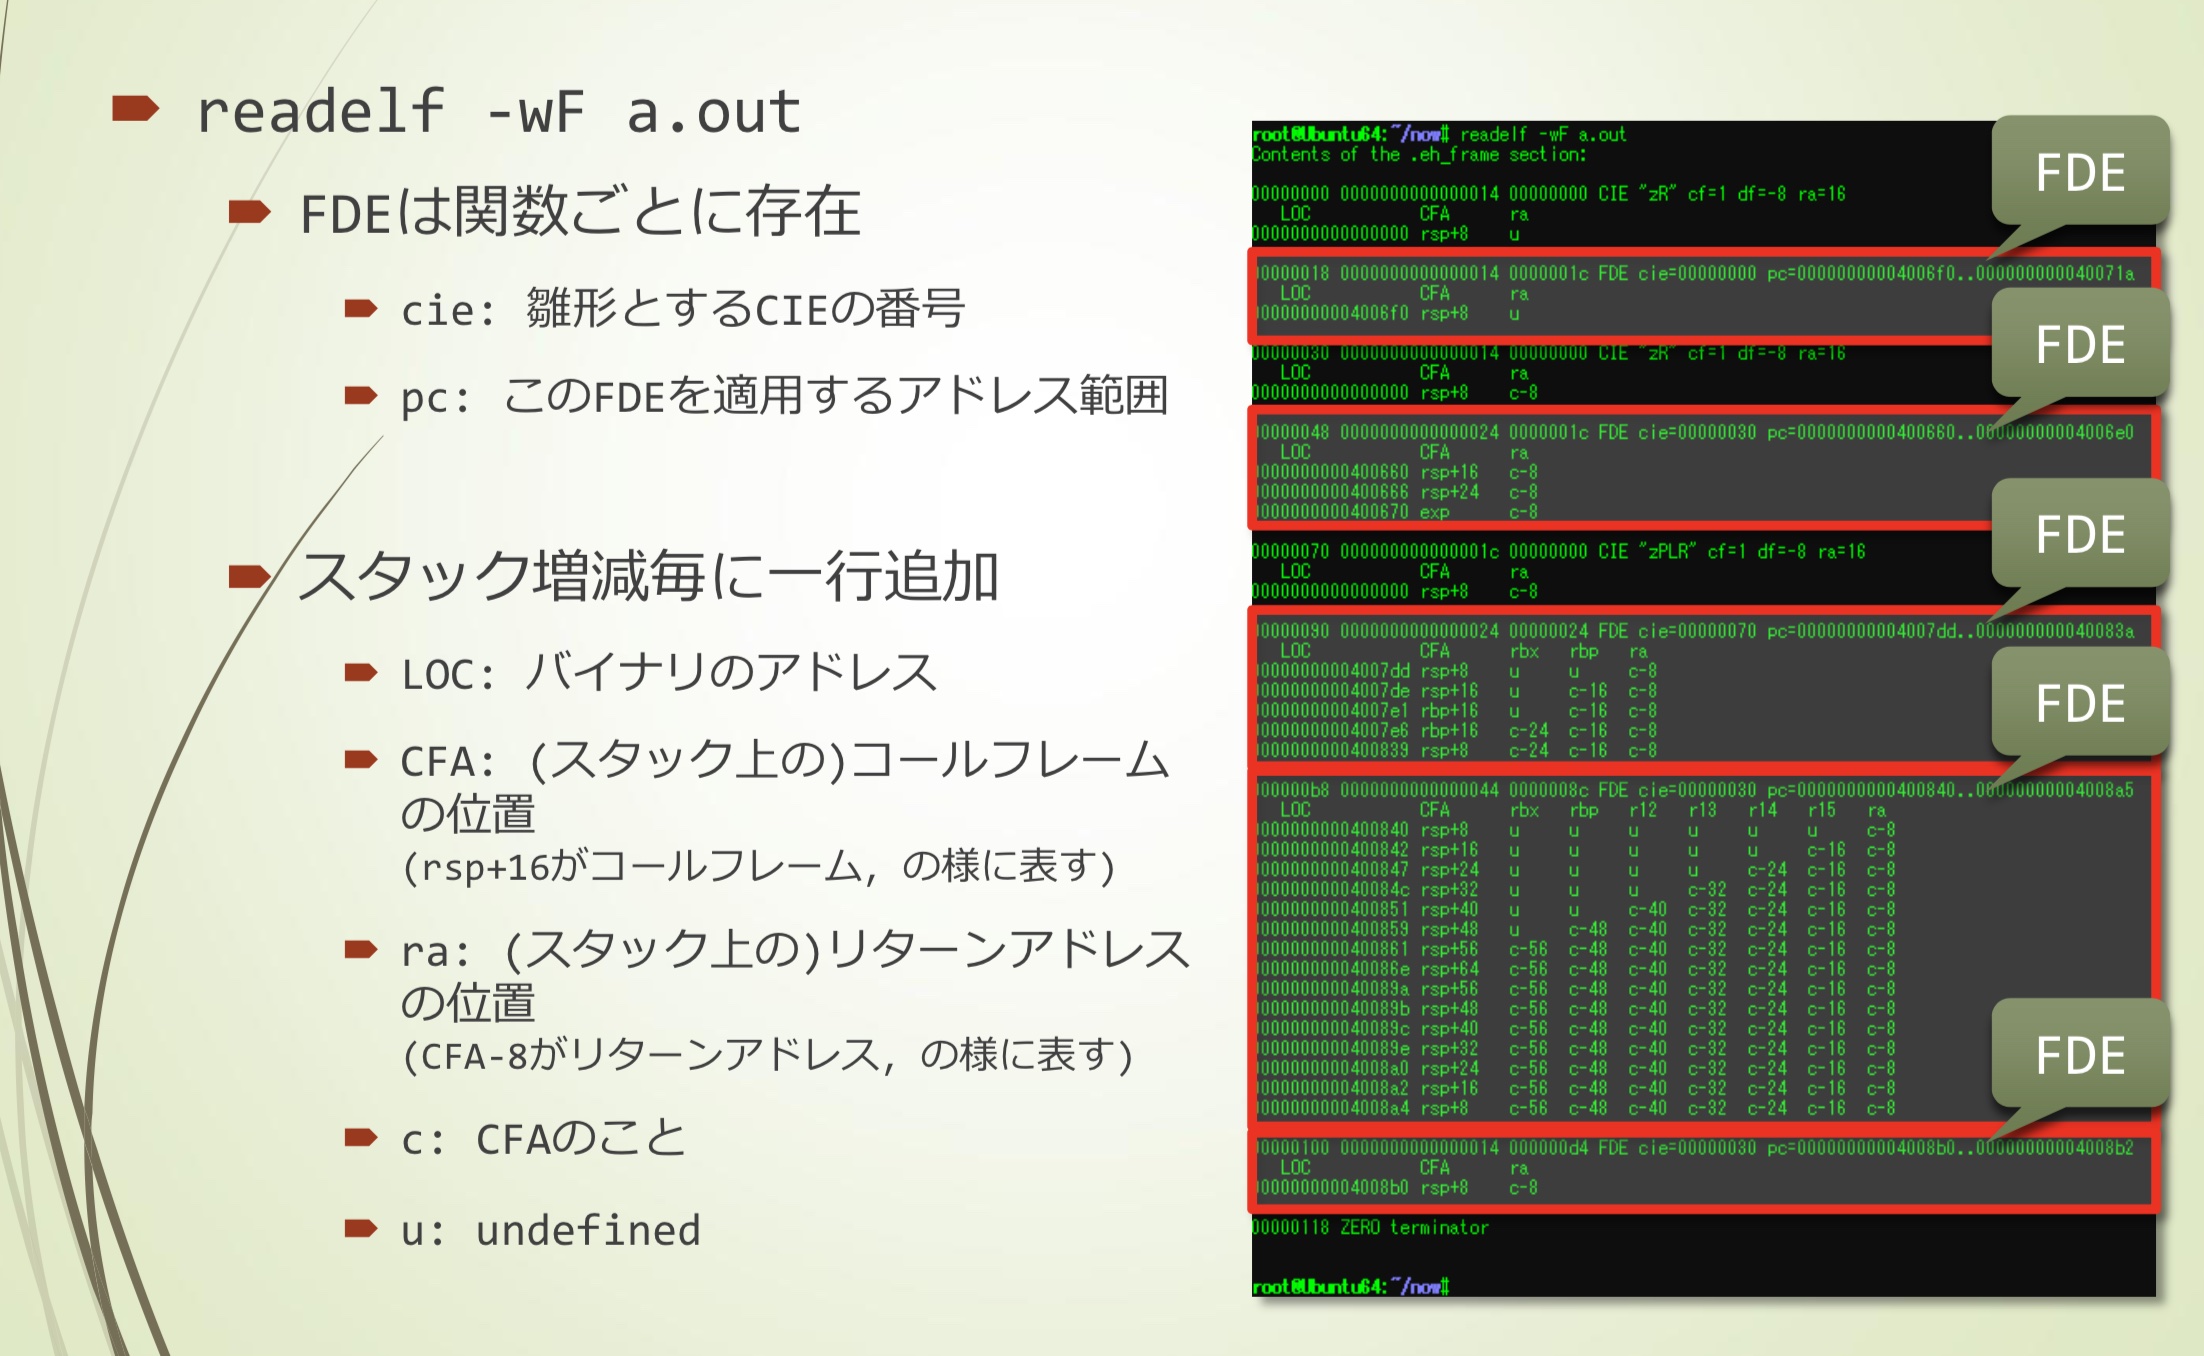 readelf -wF a.out
FDEは関数ごとに存在
cie: 雛形とするCIEの番号
pc: このFDEを適用するアドレス範囲
スタック増減毎に一行追加
LOC: バイナリのアドレス
CFA: (スタック上の)コールフレーム
の位置
(rsp+16がコールフレーム, の様に表す)
ra: (スタック上の)リターンアドレス
の位置
(CFA-8がリターンアドレス, の様に表す)
c: CFAのこと
u: undefined
root@Ubuntu64:~/now# readelf -wF a.out
Contents of the .eh_frame section:
00000000 0000000000000014 00000000 CIE "zR" cf=1 df=-8 ra=16
LOC CFA ra
0000000000000000 rsp+8 u
00000018 0000000000000014 0000001c FDE cie=00000000 pc=00000000004006f0..000000000040071a
LOC CFA ra
00000000004006f0 rsp+8 u
00000030 0000000000000014 00000000 CIE "zR" cf=1 df=-8 ra=16
LOC CFA ra
0000000000000000 rsp+8 c-8
00000048 0000000000000024 0000001c FDE cie=00000030 pc=0000000000400660..00000000004006e0
LOC CFA ra
0000000000400660 rsp+16 c-8
0000000000400666 rsp+24 c-8
0000000000400670 exp c-8
00000070 000000000000001c 00000000 CIE "zPLR" cf=1 df=-8 ra=16
LOC CFA ra
0000000000000000 rsp+8 c-8
00000090 0000000000000024 00000024 FDE cie=00000070 pc=00000000004007dd..000000000040083a
LOC CFA rbx rbp ra
00000000004007dd rsp+8 u u c-8
00000000004007de rsp+16 u c-16 c-8
00000000004007e1 rbp+16 u c-16 c-8
00000000004007e6 rbp+16 c-24 c-16 c-8
0000000000400839 rsp+8 c-24 c-16 c-8
000000b8 0000000000000044 0000008c FDE cie=00000030 pc=0000000000400840..00000000004008a5
LOC CFA rbx rbp r12 r13 r14 r15 ra
0000000000400840 rsp+8 u u u u u u c-8
0000000000400842 rsp+16 u u u u u c-16 c-8
0000000000400847 rsp+24 u u u u c-24 c-16 c-8
000000000040084c rsp+32 u u u c-32 c-24 c-16 c-8
0000000000400851 rsp+40 u u c-40 c-32 c-24 c-16 c-8
0000000000400859 rsp+48 u c-48 c-40 c-32 c-24 c-16 c-8
0000000000400861 rsp+56 c-56 c-48 c-40 c-32 c-24 c-16 c-8
000000000040086e rsp+64 c-56 c-48 c-40 c-32 c-24 c-16 c-8
000000000040089a rsp+56 c-56 c-48 c-40 c-32 c-24 c-16 c-8
000000000040089b rsp+48 c-56 c-48 c-40 c-32 c-24 c-16 c-8
000000000040089c rsp+40 c-56 c-48 c-40 c-32 c-24 c-16 c-8
000000000040089e rsp+32 c-56 c-48 c-40 c-32 c-24 c-16 c-8
00000000004008a0 rsp+24 c-56 c-48 c-40 c-32 c-24 c-16 c-8
00000000004008a2 rsp+16 c-56 c-48 c-40 c-32 c-24 c-16 c-8
00000000004008a4 rsp+8 c-56 c-48 c-40 c-32 c-24 c-16 c-8
00000100 0000000000000014 000000d4 FDE cie=00000030 pc=00000000004008b0..00000000004008b2
LOC CFA ra
00000000004008b0 rsp+8 c-8
00000118 ZERO terminator
root@Ubuntu64:~/now#
FDE
FDE
FDE
FDE
FDE